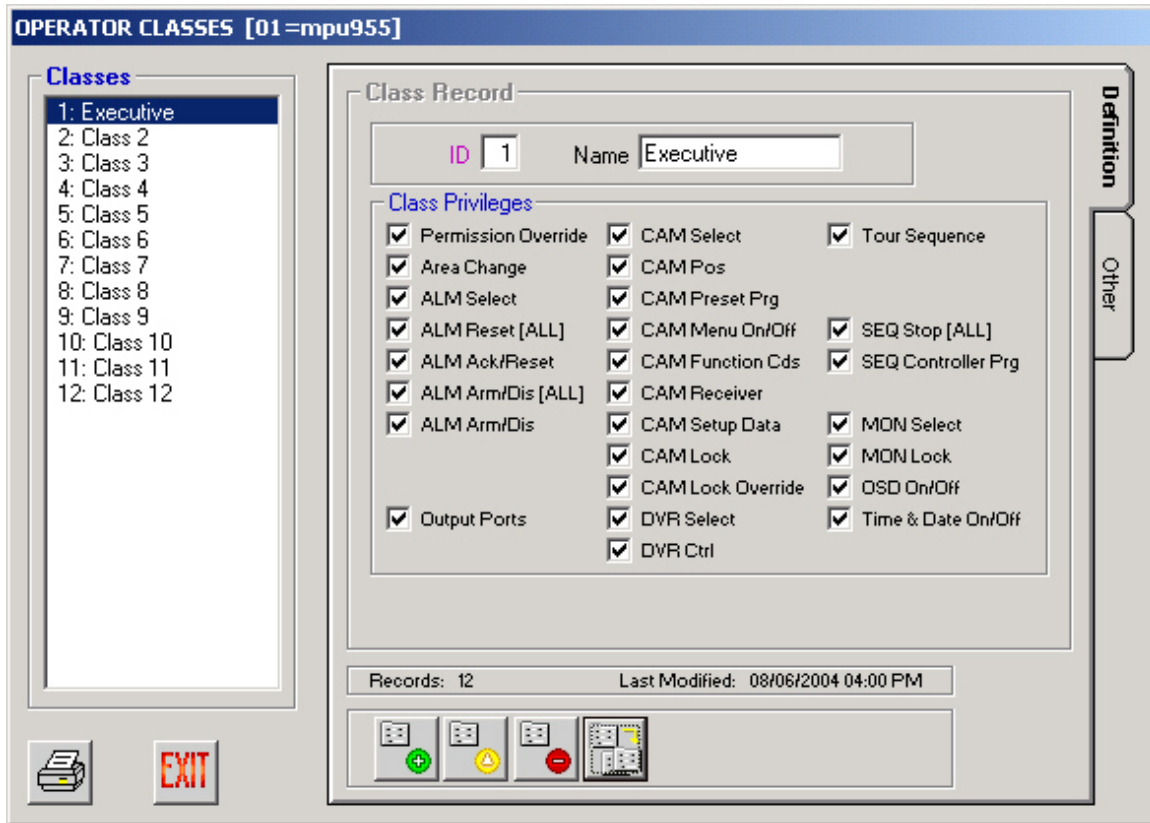 OPERATOR CLASSES [01=mpu955]
Classes
1: Executive
2: Class 2
3: Class 3
4: Class 4
5: Class 5
6: Class 6
7: Class 7
8: Class 8
9: Class 9
10: Class 10
11: Class 11
12: Class 12
EXIT
Class Record
ID 1 Name Executive
Class Privileges
Permission Override CAM Select Tour Sequence
Area Change CAM Pos
ALM Select CAM Preset Prg
ALM Reset [ALL] CAM Menu On/Off SEQ Stop [ALL]
ALM Ack/Reset CAM Function Cds SEQ Controller Prg
ALM Arm/Dis [ALL] CAM Receiver
ALM Arm/Dis CAM Setup Data MON Select
CAM Lock MON Lock
CAM Lock Override OSD On/Off
Output Ports DVR Select Time & Date On/Off
DVR Ctrl
Records: 12 Last Modified: 08/06/2004 04:00 PM
Definition
Other